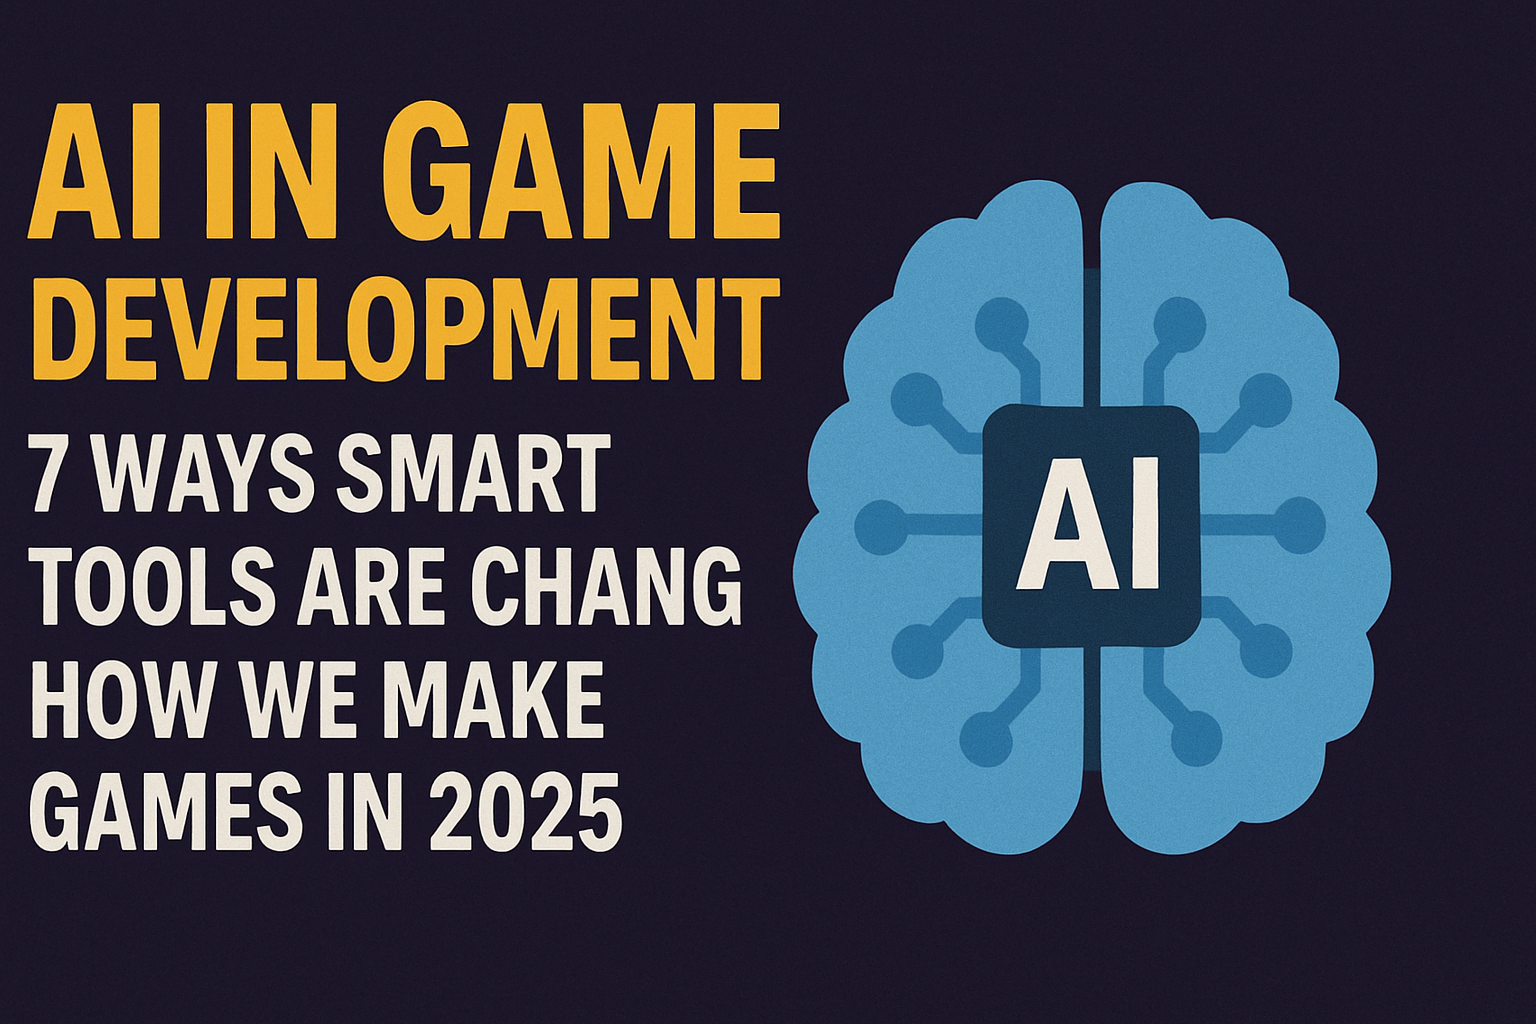 AI IN GAME
DEVELOPMENT
7 WAYS SMART
TOOLS ARE CHANG
HOW WE MAKE
GAMES IN 2025
AI